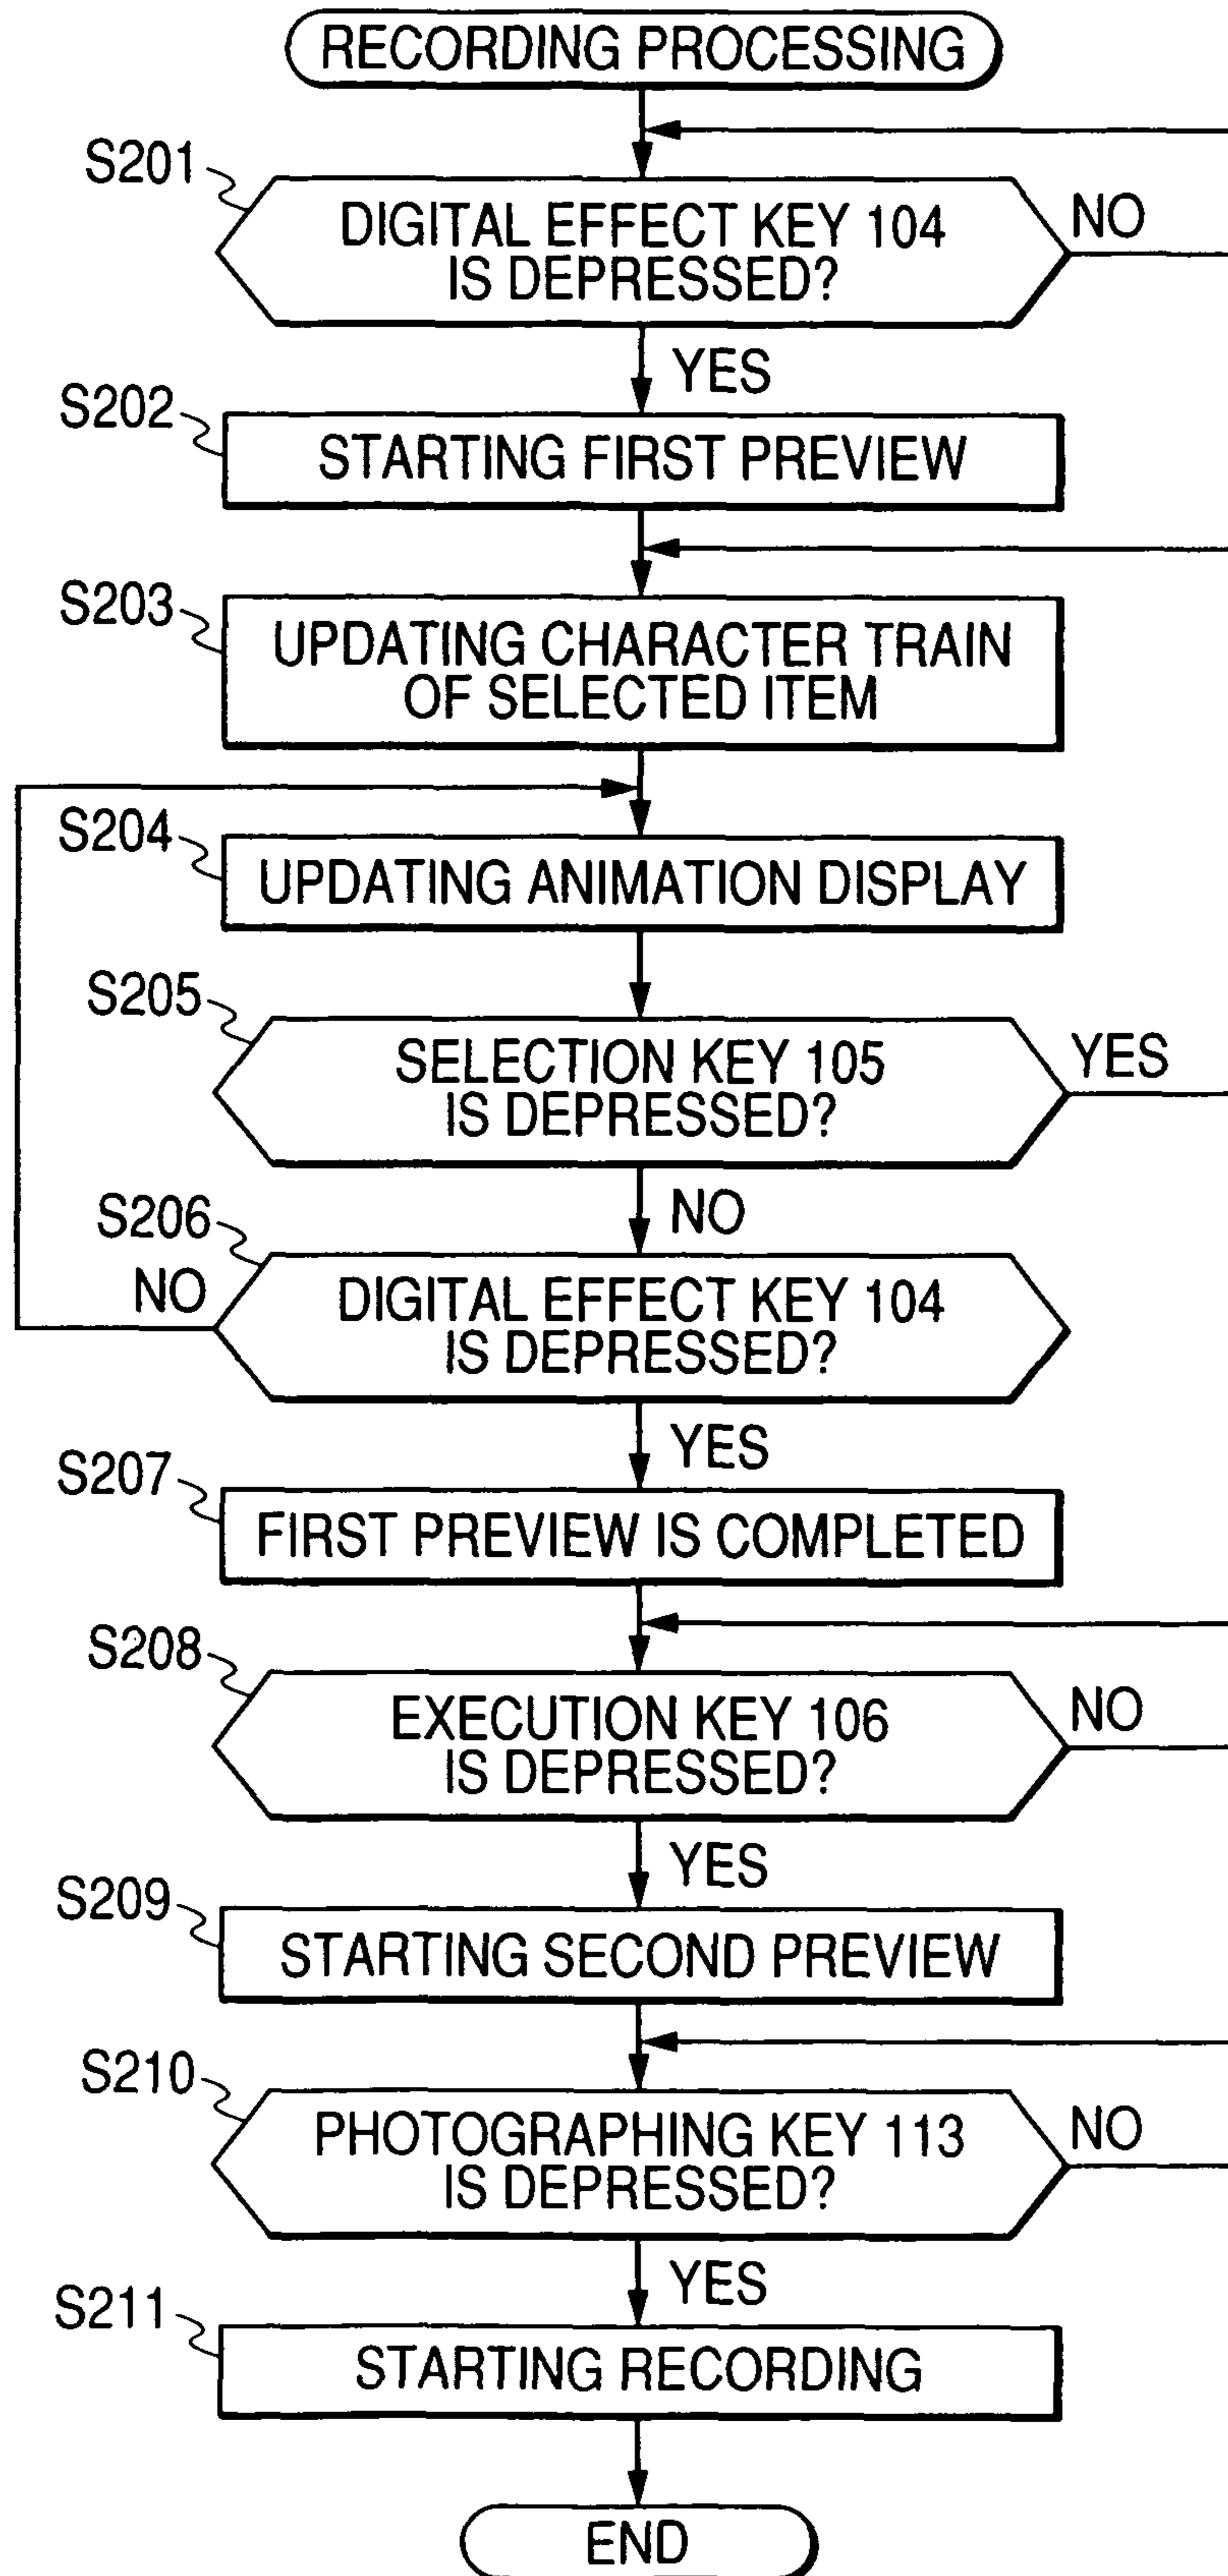 RECORDING PROCESSING
S201
DIGITAL EFFECT KEY 104
IS DEPRESSED?
NO
YES
S202
STARTING FIRST PREVIEW
S203
UPDATING CHARACTER TRAIN
OF SELECTED ITEM
S204
UPDATING ANIMATION DISPLAY
S205
SELECTION KEY 105
IS DEPRESSED?
YES
NO
S206
NO
DIGITAL EFFECT KEY 104
IS DEPRESSED?
YES
S207
FIRST PREVIEW IS COMPLETED
S208
EXECUTION KEY 106
IS DEPRESSED?
NO
YES
S209
STARTING SECOND PREVIEW
S210
PHOTOGRAPHING KEY 113
IS DEPRESSED?
NO
YES
S211
STARTING RECORDING
END